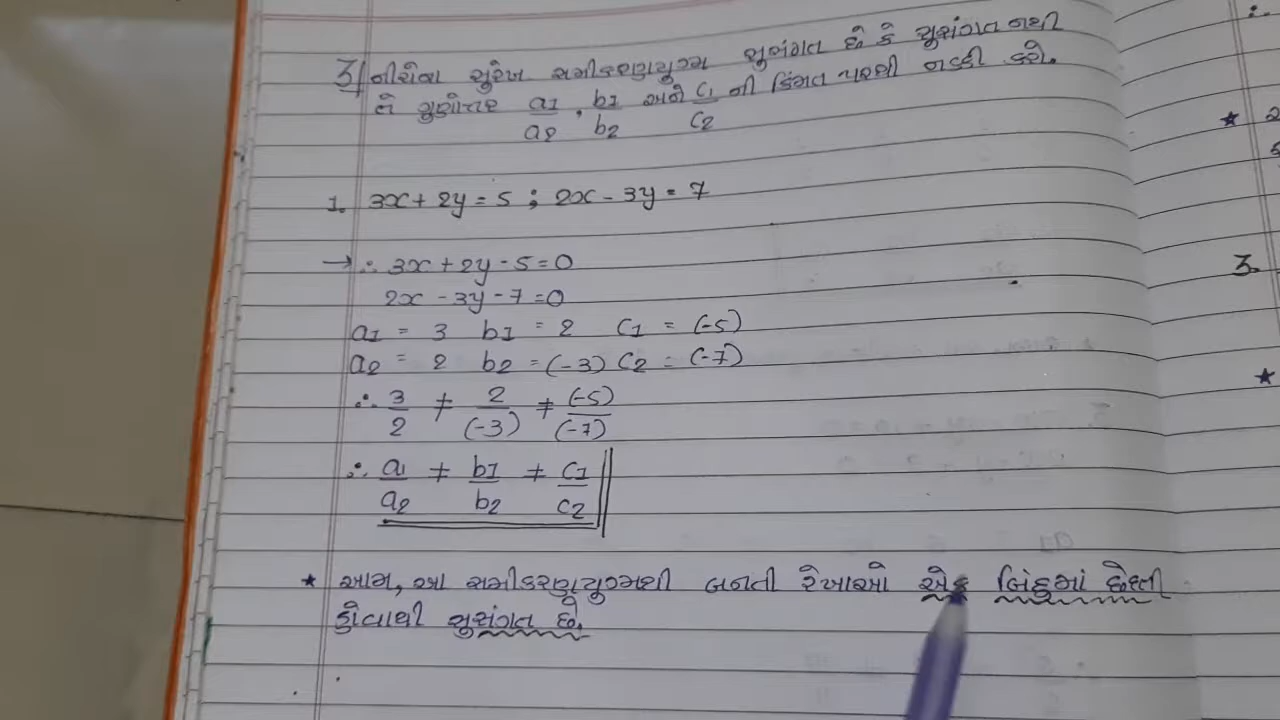 3| નીચેના સુરેખ સમીકરણયુગ્મ સુસંગત છે કે સુસંગત નથી
તે ગુણોત્તર a1/a2, b1/b2 અને c1/c2 ની કિંમત પરથી નક્કી કરો.
1. 3x + 2y = 5 ; 2x - 3y = 7
→ ∴ 3x + 2y - 5 = 0
2x - 3y - 7 = 0
a1 = 3 b1 = 2 c1 = (-5)
a2 = 2 b2 = (-3) c2 = (-7)
∴ 3/2 ≠ 2/(-3) ≠ (-5)/(-7)
∴ a1/a2 ≠ b1/b2 ≠ c1/c2
★ આમ, આ સમીકરણયુગ્મથી બનતી રેખાઓ એક બિંદુમાં છેદતી
હોવાથી સુસંગત છે.
★
3.
★